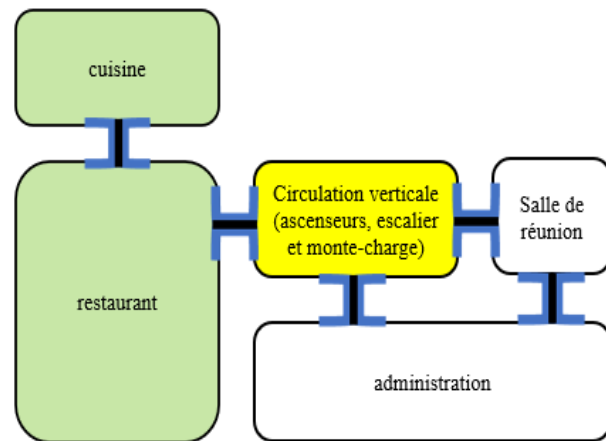 cuisine
Circulation verticale
(ascenseurs, escalier
et monte-charge)
Salle de
réunion
restaurant
administration